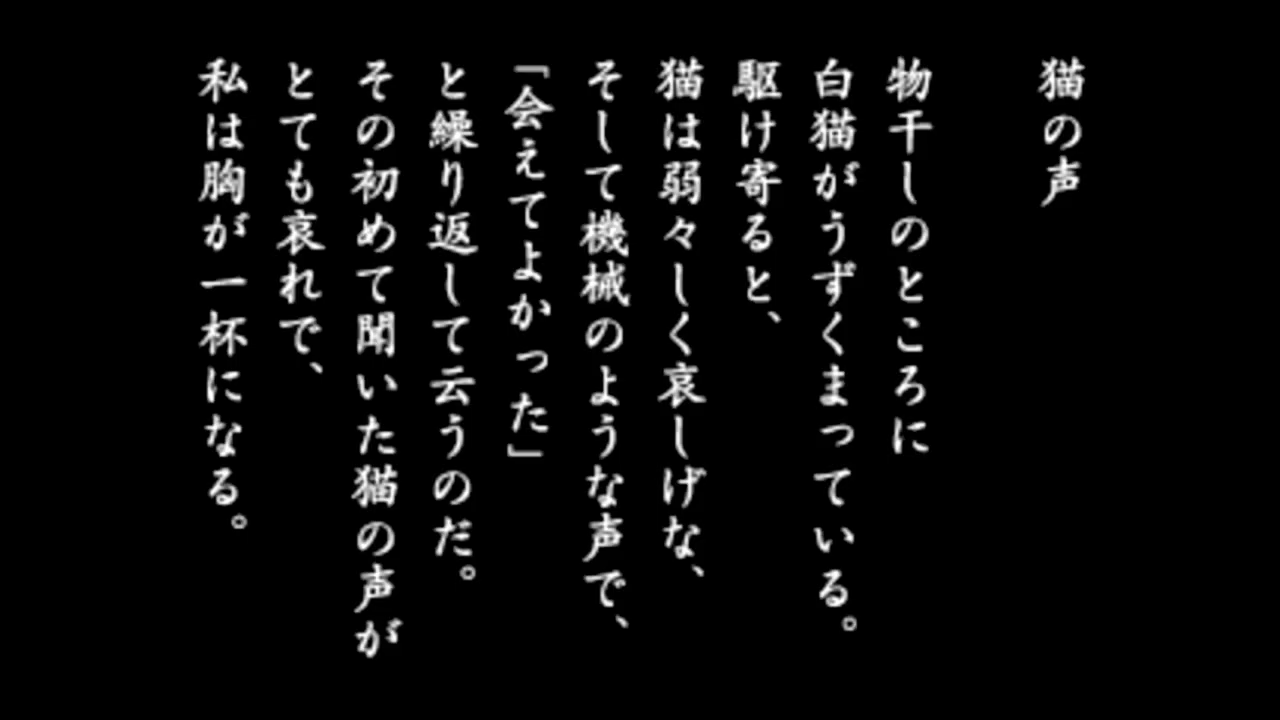 猫の声
物干しのところに
白猫がうずくまっている。
駆け寄ると、
猫は弱々しく哀しげな、
そして機械のような声で、
「会えてよかった」
と繰り返して云うのだ。
その初めて聞いた猫の声が
とても哀れで、
私は胸が一杯になる。